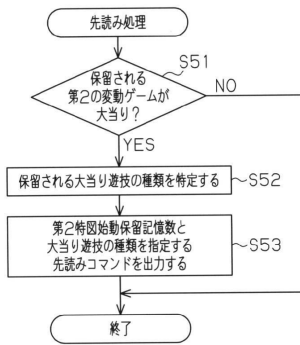 先読み処理
S51
保留される
第2の変動ゲームが
大当り?
NO
YES
保留される大当り遊技の種類を特定する
S52
第2特図始動保留記憶数と
大当り遊技の種類を指定する
先読みコマンドを出力する
S53
終了